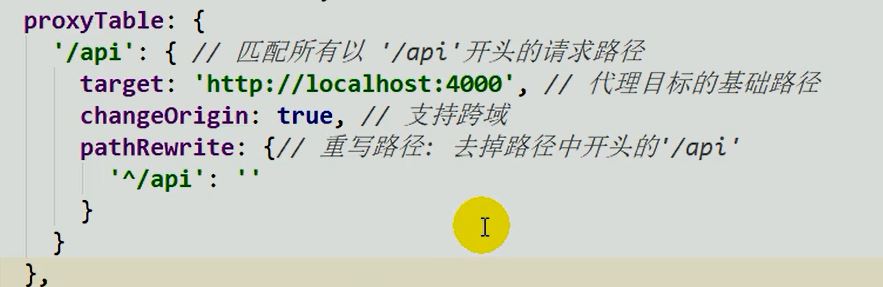 proxyTable: {
'/api': { // 匹配所有以 '/api'开头的请求路径
target: 'http://localhost:4000', // 代理目标的基础路径
changeOrigin: true, // 支持跨域
pathRewrite: {// 重写路径: 去掉路径中开头的'/api'
'^/api': ''
}
}
},